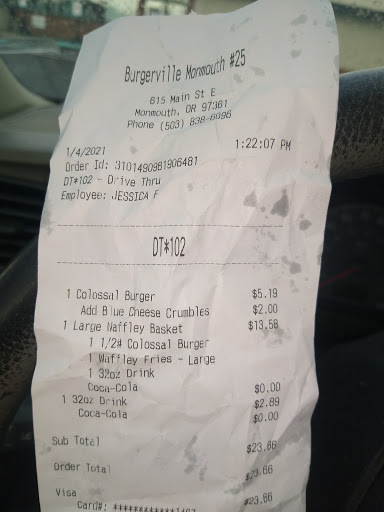 Burgerville Monmouth #25
615 Main St E
Monmouth, OR 97361
Phone (503) 838-6096
1/4/2021 1:22:07 PM
Order Id: 3101490981906481
DT*102 - Drive Thru
Employee: JESSICA F
DT*102
1 Colossal Burger $5.19
Add Blue Cheese Crumbles $2.00
1 Large Waffley Basket $13.58
1 1/2# Colossal Burger
1 Waffley Fries - Large
1 32oz Drink
Coca-Cola $0.00
1 32oz Drink $2.89
Coca-Cola $0.00
Sub Total $23.66
Order Total $23.66
Visa $23.66
Card#: